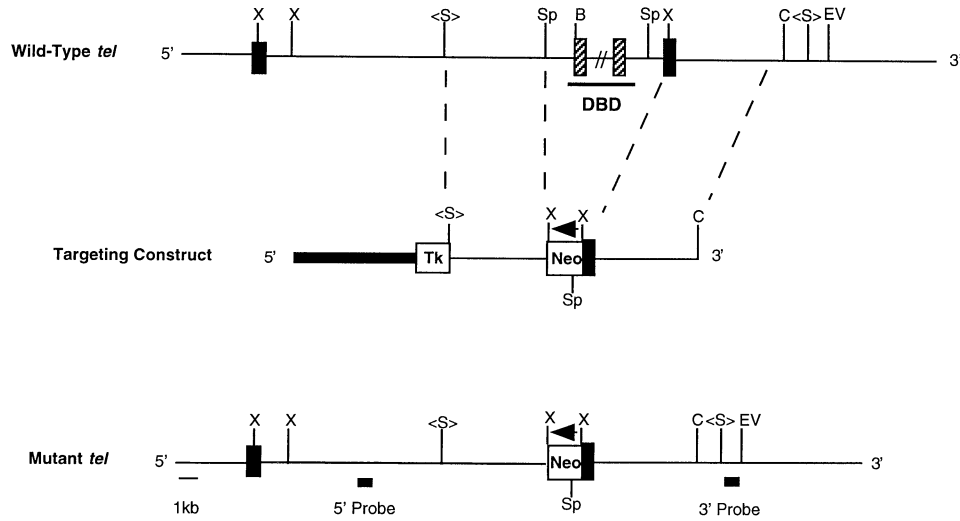 X X <S> Sp B Sp X C <S> EV
Wild-Type tel 5' // 3'
DBD
<S> X X C
Targeting Construct 5' Tk Neo 3'
Sp
X X <S> X X C <S> EV
Mutant tel 5' Neo 3'
1kb 5' Probe Sp 3' Probe